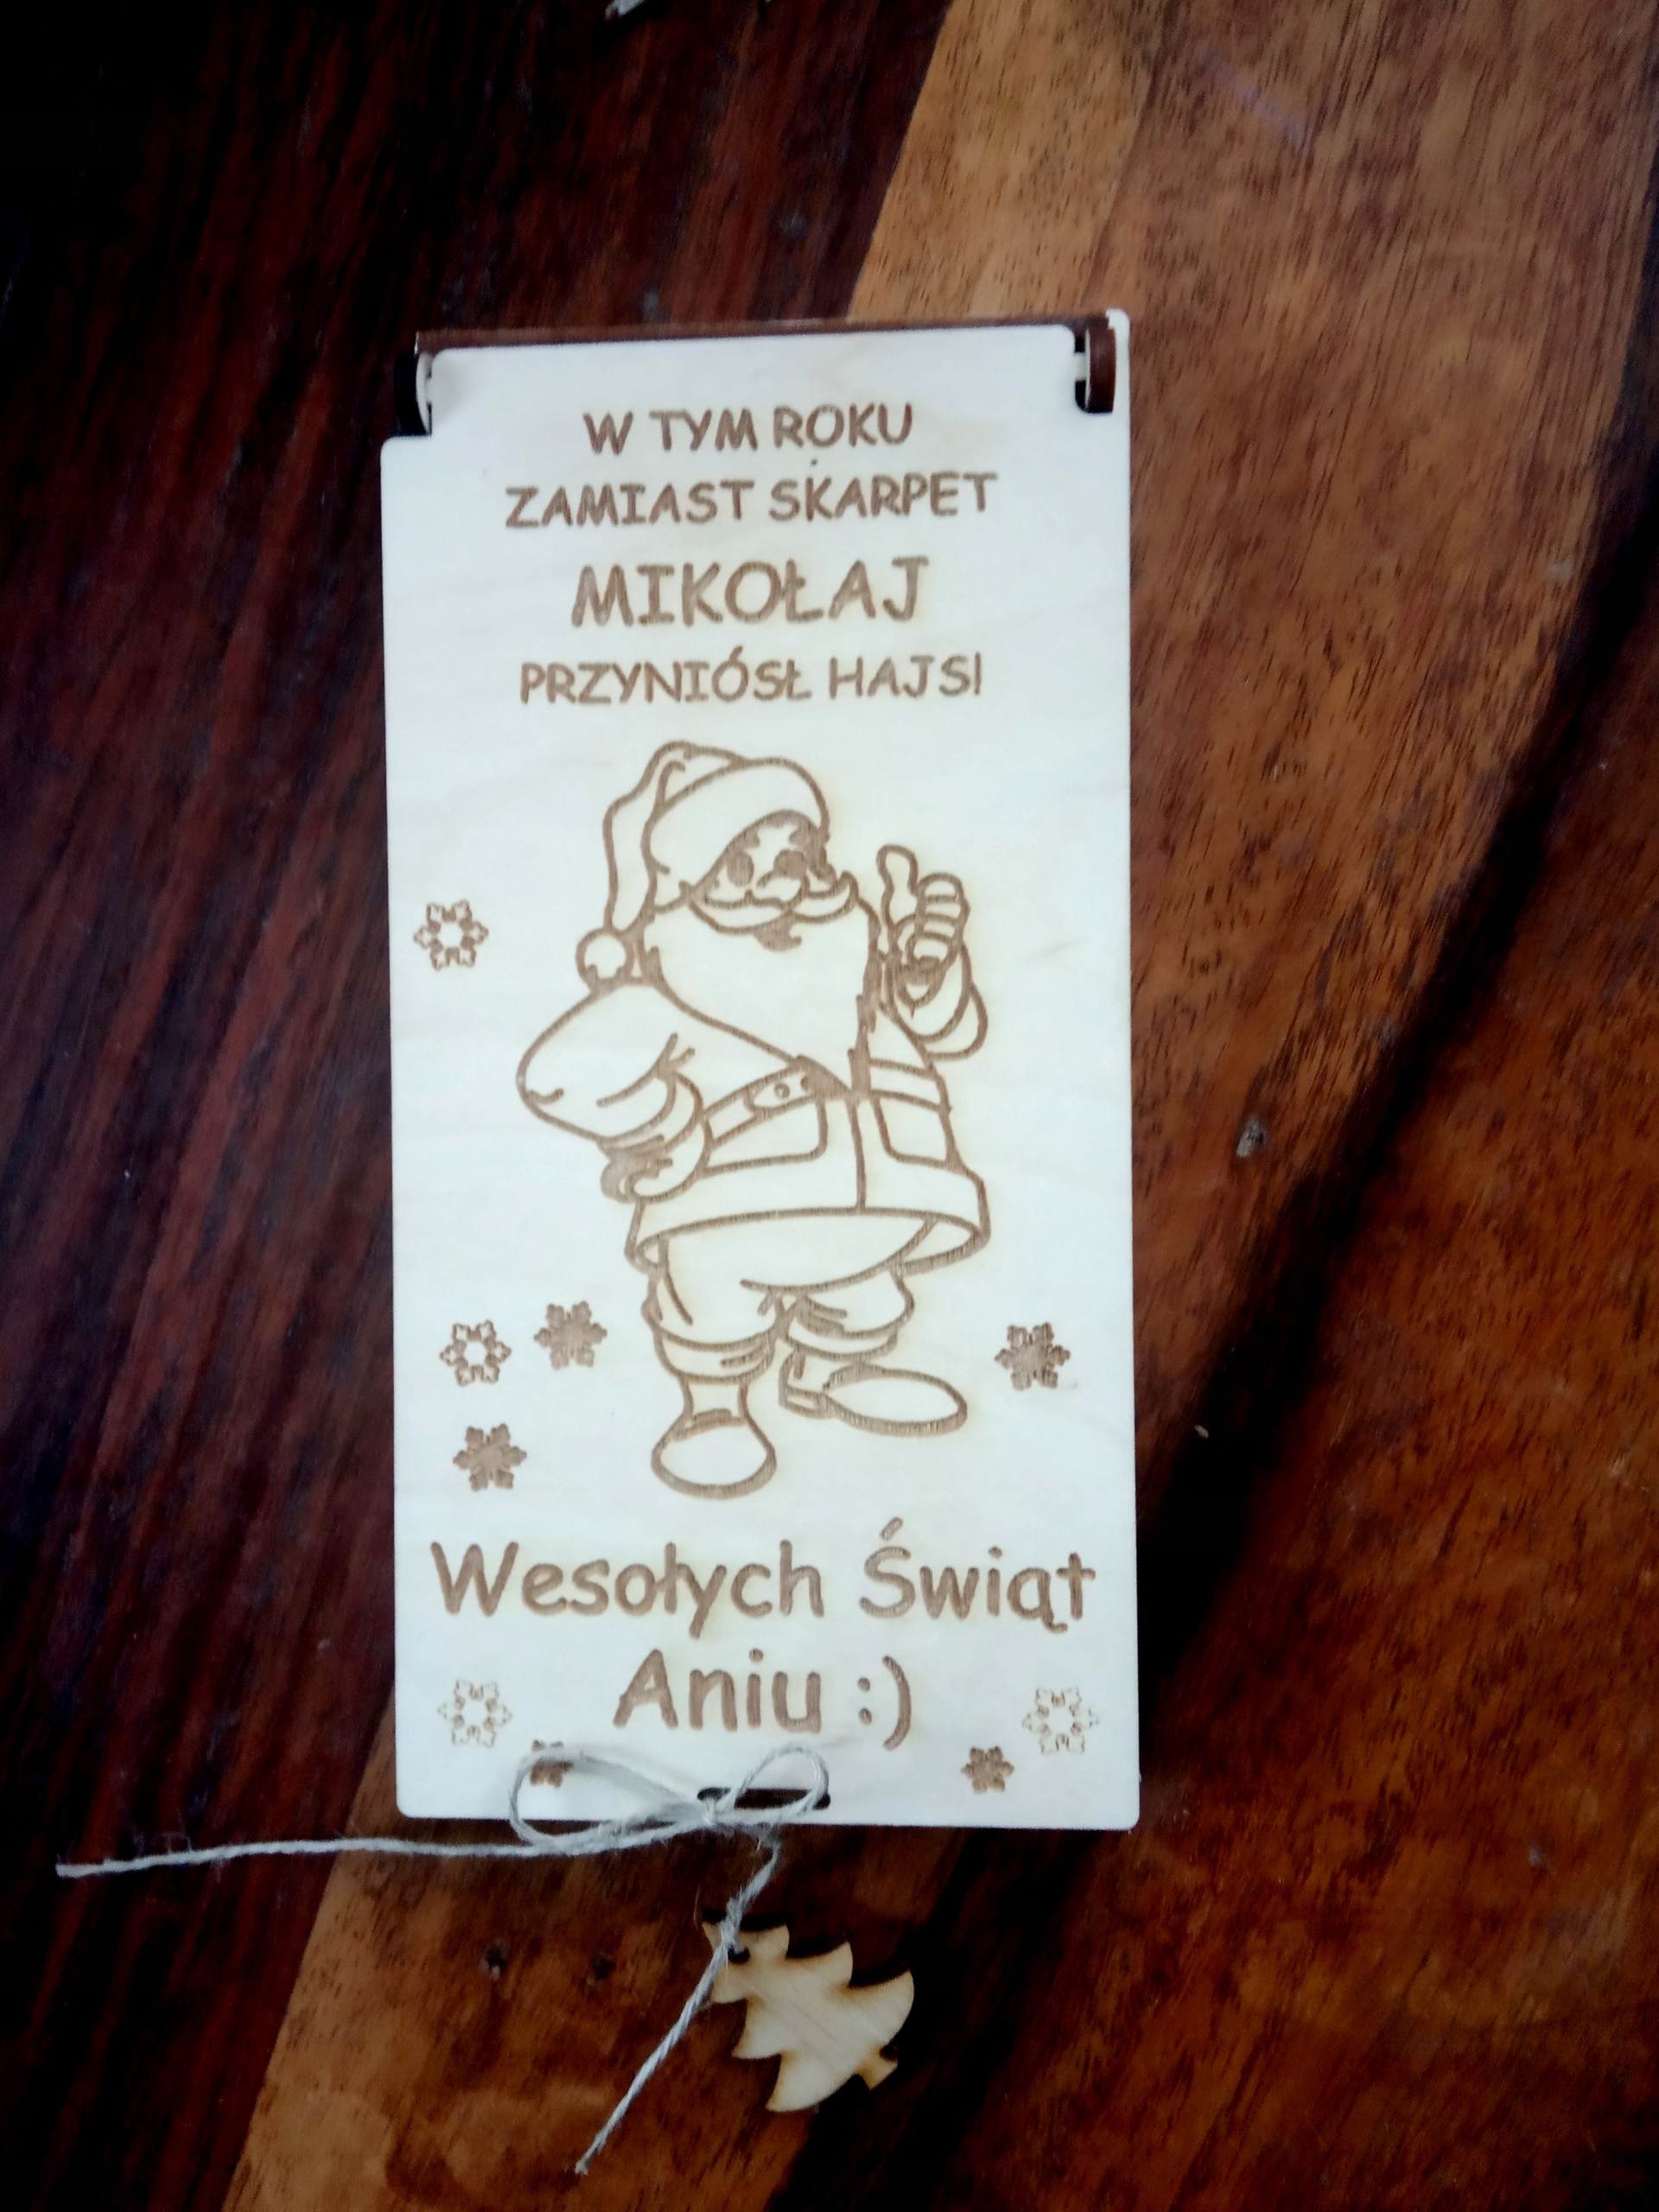 W TYM ROKU
ZAMIAST SKARPET
MIKOŁAJ
PRZYNIÓSŁ HAJS!
Wesołych Świąt
Aniu :)